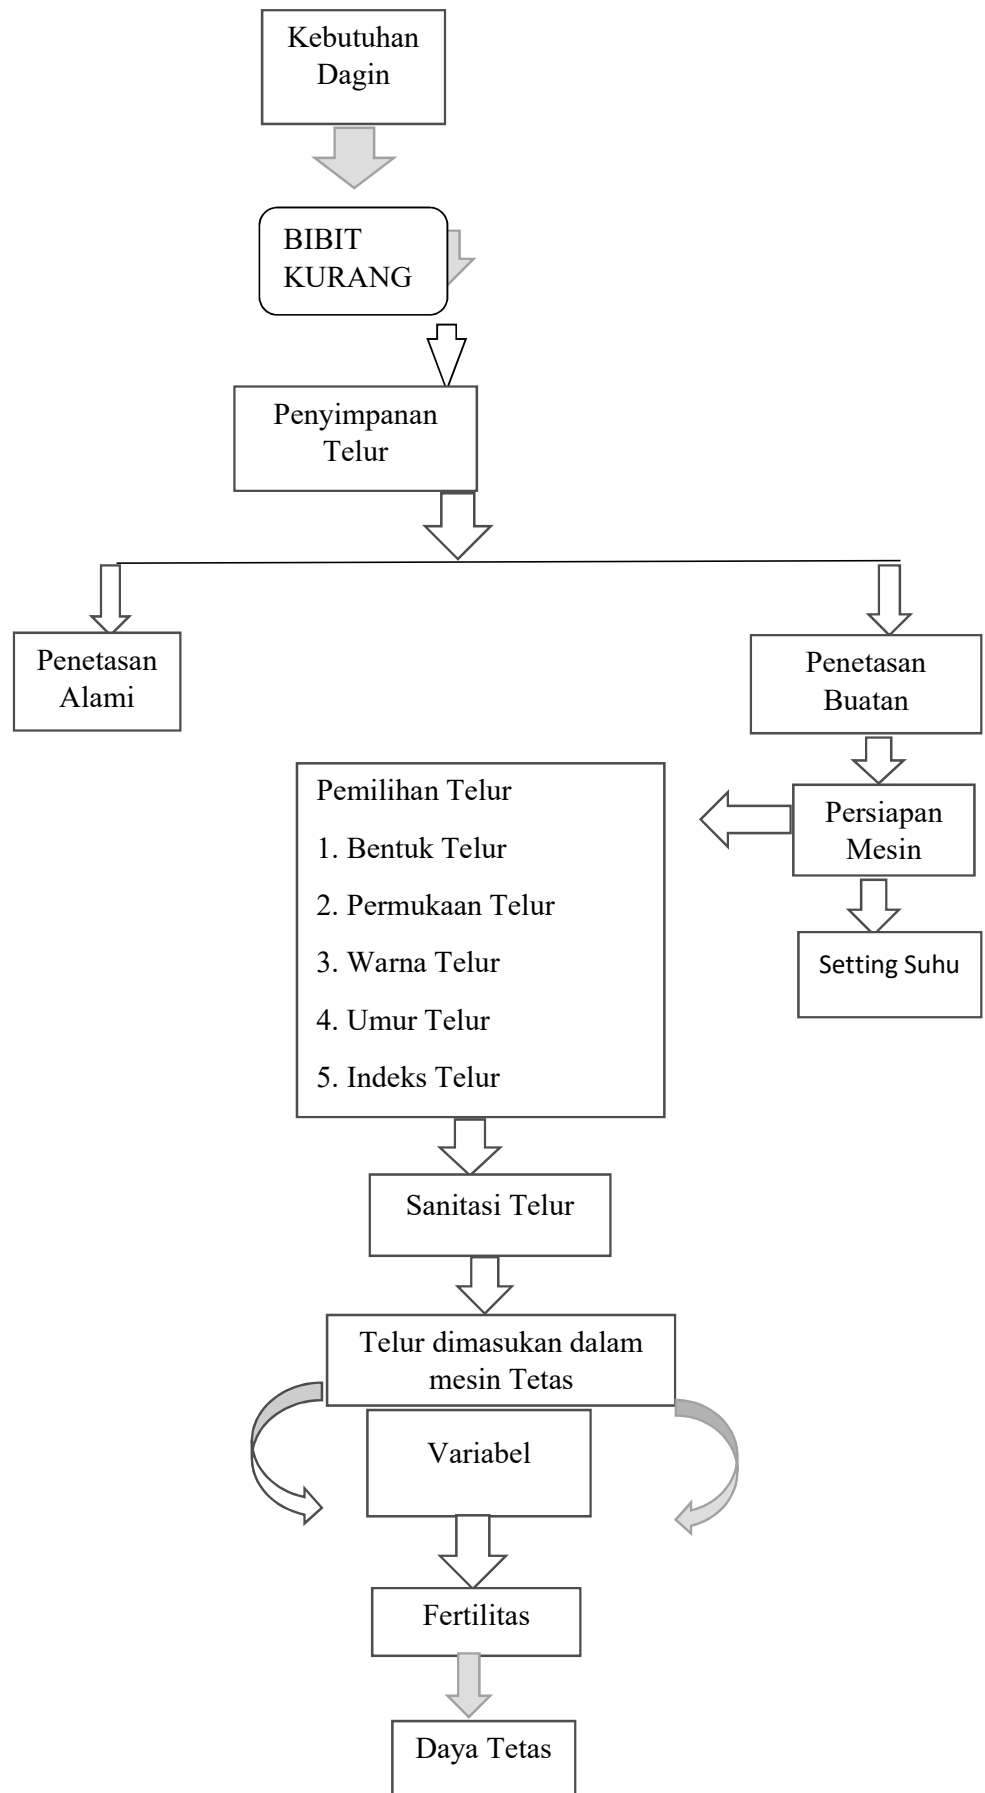 Kebutuhan
Dagin
BIBIT
KURANG
Penyimpanan
Telur
Penetasan
Alami
Penetasan
Buatan
Persiapan
Mesin
Setting Suhu
Pemilihan Telur
1. Bentuk Telur
2. Permukaan Telur
3. Warna Telur
4. Umur Telur
5. Indeks Telur
Sanitasi Telur
Telur dimasukan dalam
mesin Tetas
Variabel
Fertilitas
Daya Tetas